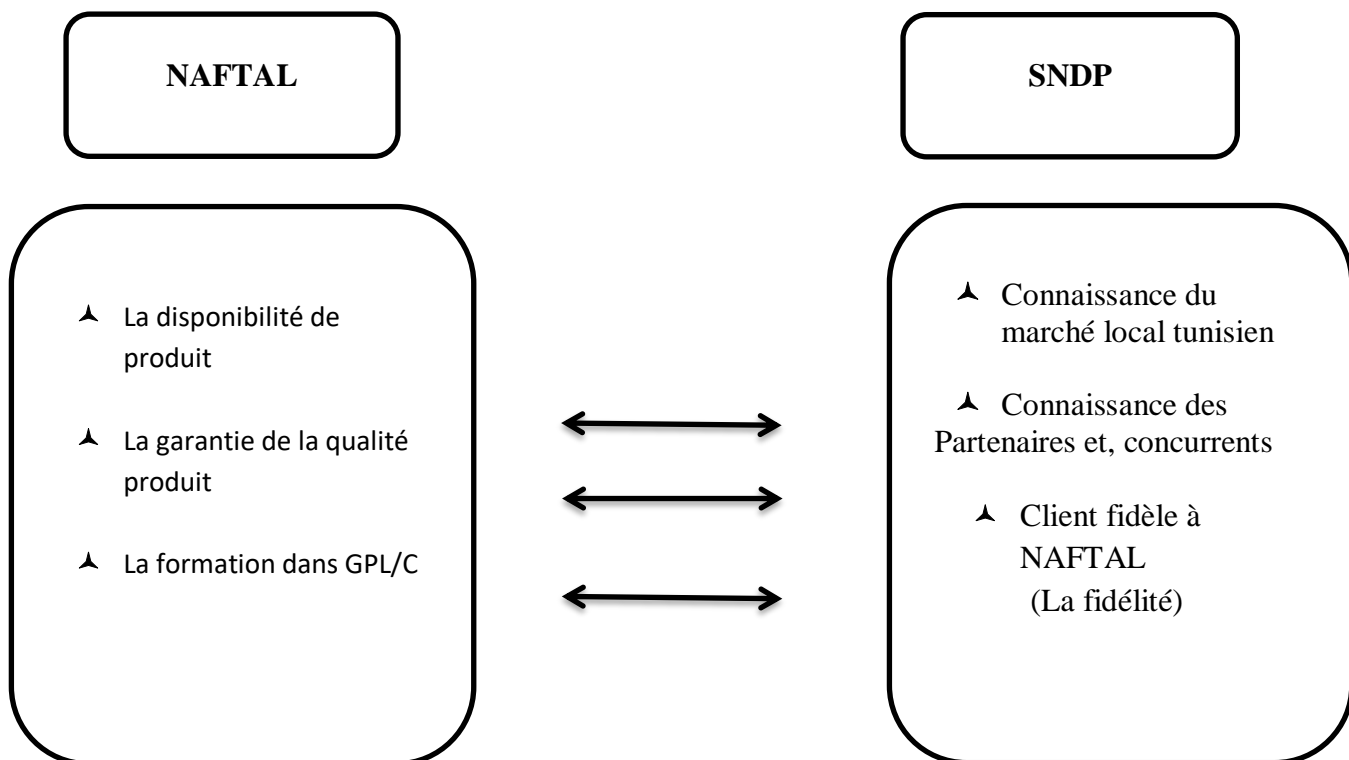 NAFTAL
SNDP
La disponibilité de
produit
La garantie de la qualité
produit
La formation dans GPL/C
Connaissance du
marché local tunisien
Connaissance des
Partenaires et, concurrents
Client fidèle à
NAFTAL
(La fidélité)